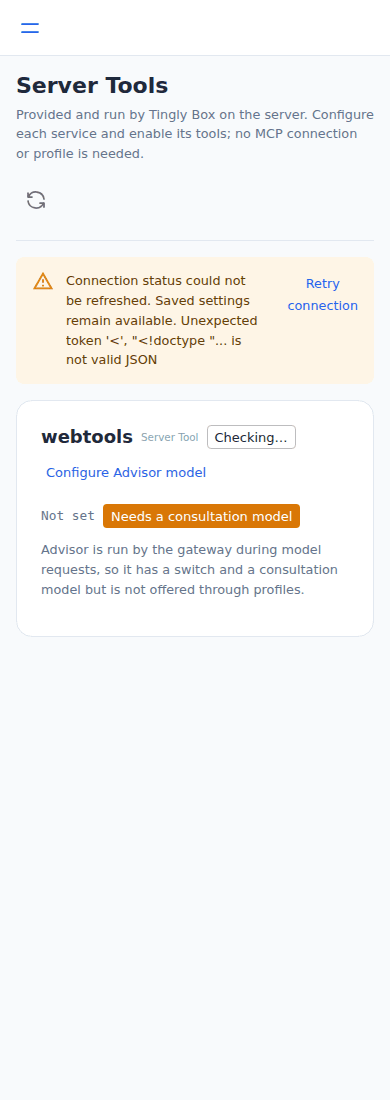 Server Tools
Provided and run by Tingly Box on the server. Configure
each service and enable its tools; no MCP connection
or profile is needed.
Connection status could not
be refreshed. Saved settings
remain available. Unexpected
token '<', "<!doctype "... is
not valid JSON
Retry
connection
webtools Server Tool Checking...
Configure Advisor model
Not set Needs a consultation model
Advisor is run by the gateway during model
requests, so it has a switch and a consultation
model but is not offered through profiles.